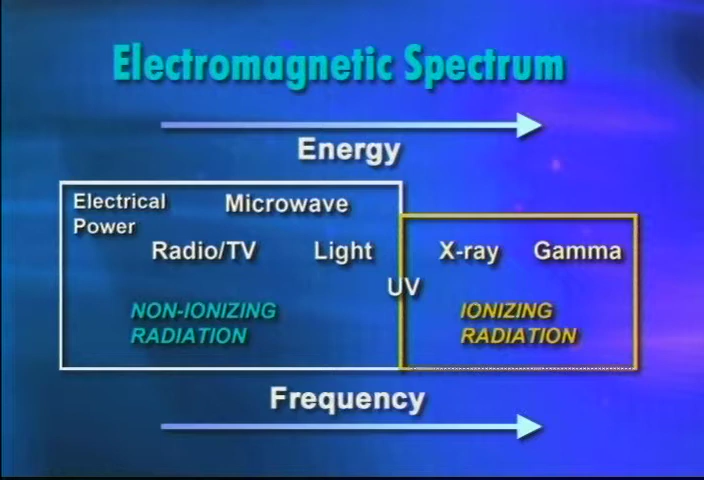 Electromagnetic Spectrum
Energy
Electrical
Power
Microwave
Radio/TV
Light
X-ray
Gamma
UV
NON-IONIZING
RADIATION
IONIZING
RADIATION
Frequency